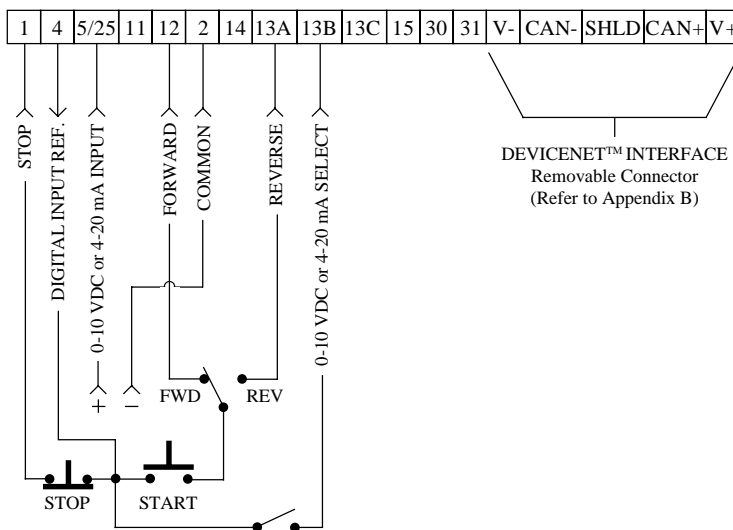 1 4 5/25 11 12 2 14 13A 13B 13C 15 30 31 V- CAN- SHLD CAN+ V+
STOP
DIGITAL INPUT REF.
0-10 VDC or 4-20 mA INPUT
FORWARD
COMMON
REVERSE
0-10 VDC or 4-20 mA SELECT
DEVICENET™ INTERFACE
Removable Connector
(Refer to Appendix B)
+ −
FWD REV
STOP START